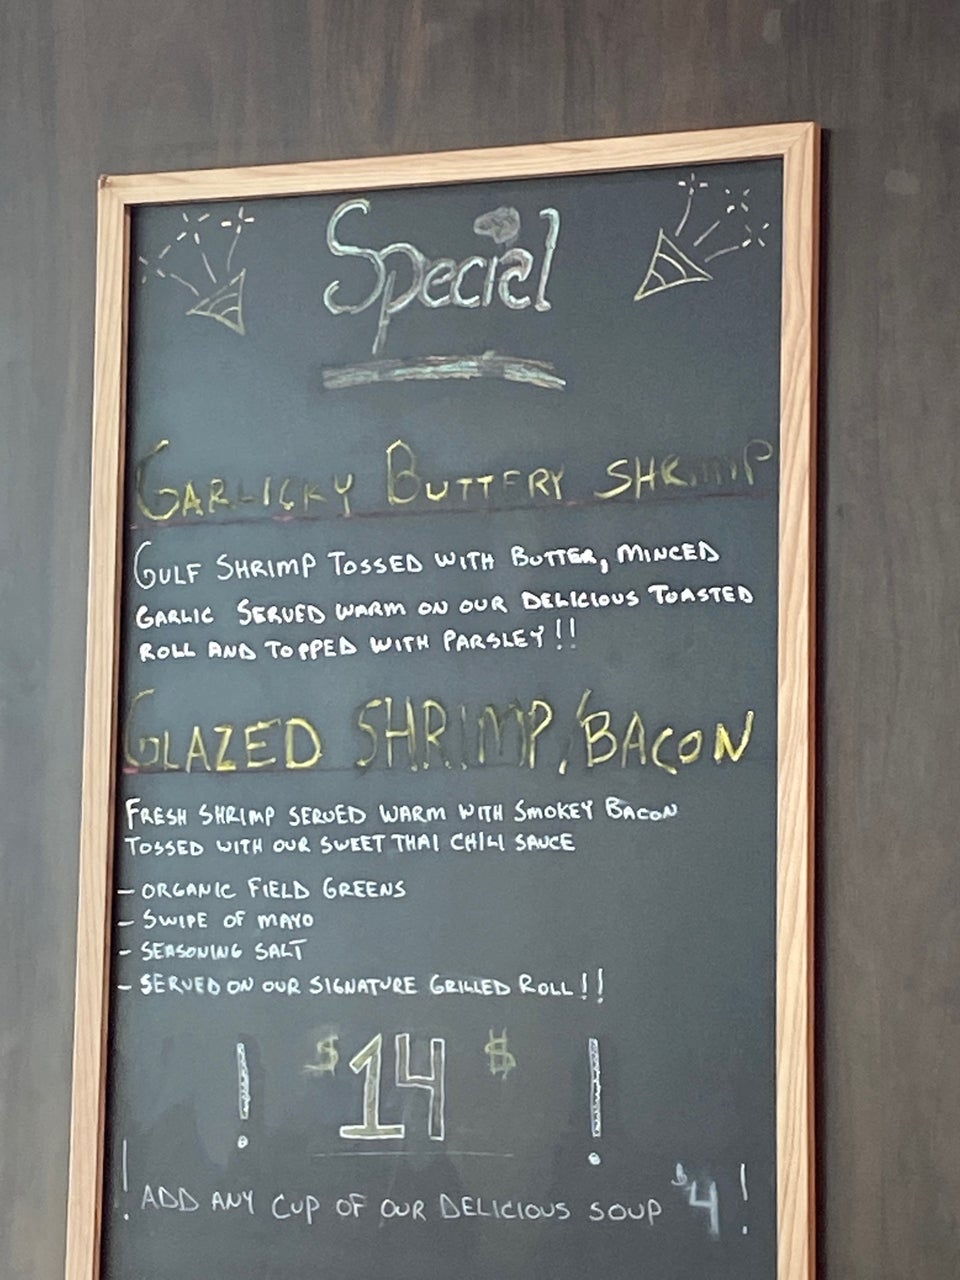 Special
GARLICKY BUTTERY SHRIMP
GULF SHRIMP TOSSED WITH BUTTER, MINCED
GARLIC SERVED WARM ON OUR DELICIOUS TOASTED
ROLL AND TOPPED WITH PARSLEY!!
GLAZED SHRIMP, BACON
FRESH SHRIMP SERVED WARM WITH SMOKEY BACON
TOSSED WITH OUR SWEET THAI CHILI SAUCE
- ORGANIC FIELD GREENS
- SWIPE OF MAYO
- SEASONING SALT
- SERVED ON OUR SIGNATURE GRILLED ROLL!!
! $14$ !
! ADD ANY CUP OF OUR DELICIOUS SOUP $4!